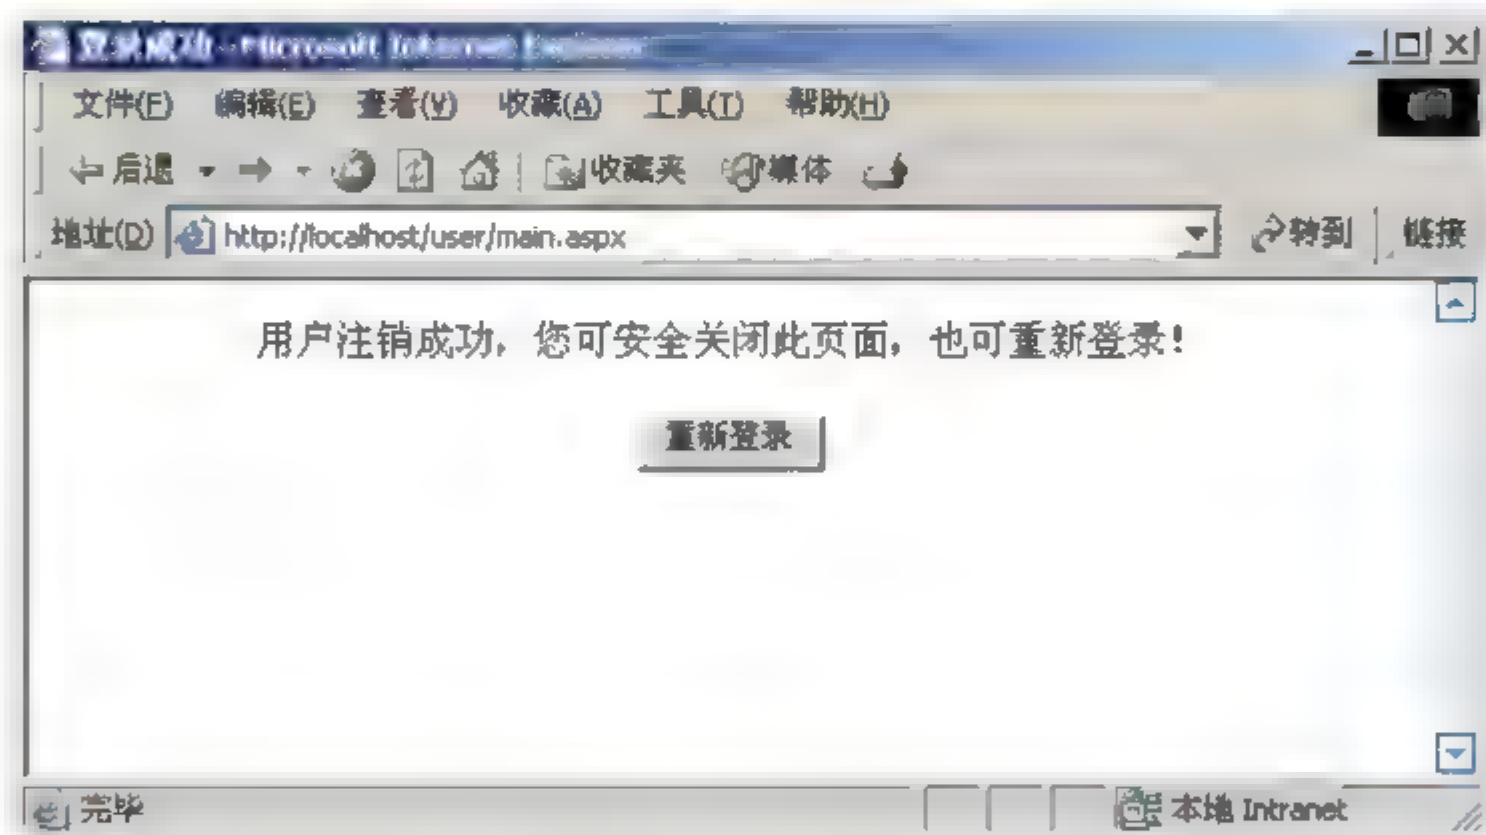 登录成功 - Microsoft Internet Explorer
文件(F) 编辑(E) 查看(V) 收藏(A) 工具(T) 帮助(H)
后退 收藏夹 媒体
地址(D) http://localhost/user/main.aspx 转到 链接
用户注销成功，您可安全关闭此页面，也可重新登录！
重新登录
完毕 本地 Intranet